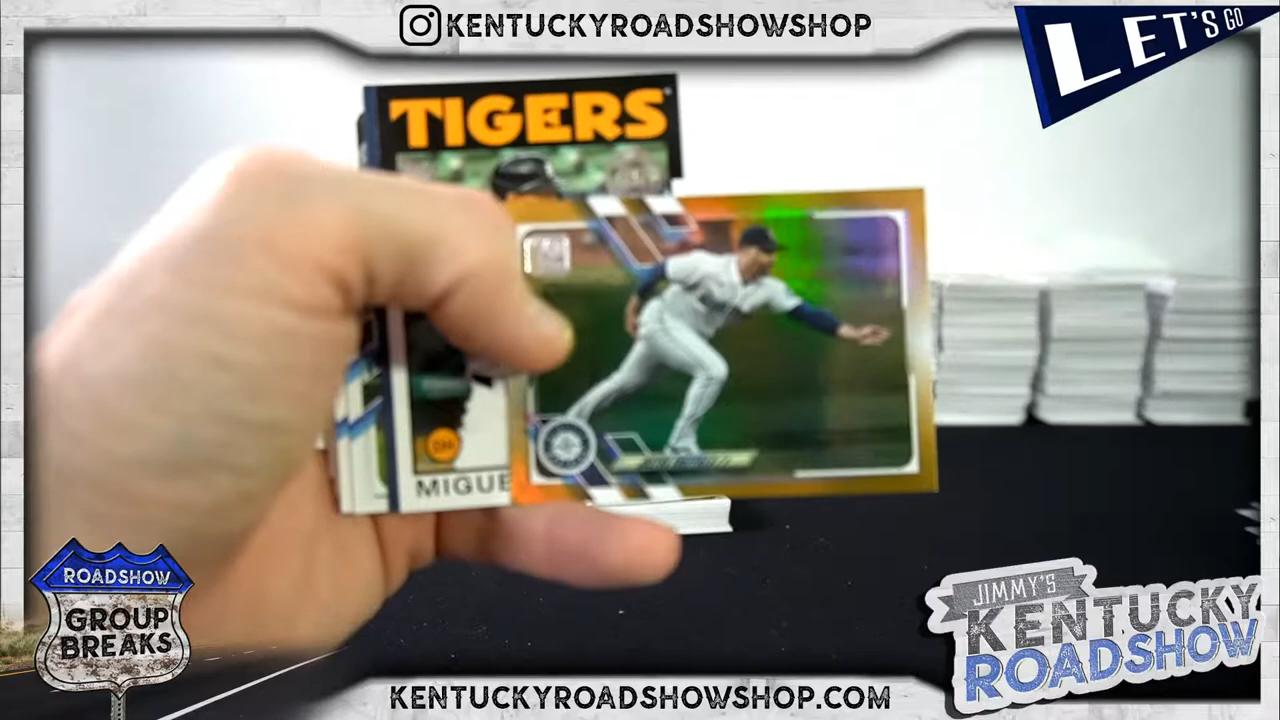 KENTUCKYROADSHOWSHOP
LET'S GO
TIGERS
MIGUE
ROADSHOW
GROUP
BREAKS
JIMMY'S
KENTUCKY
ROADSHOW
KENTUCKYROADSHOWSHOP.COM